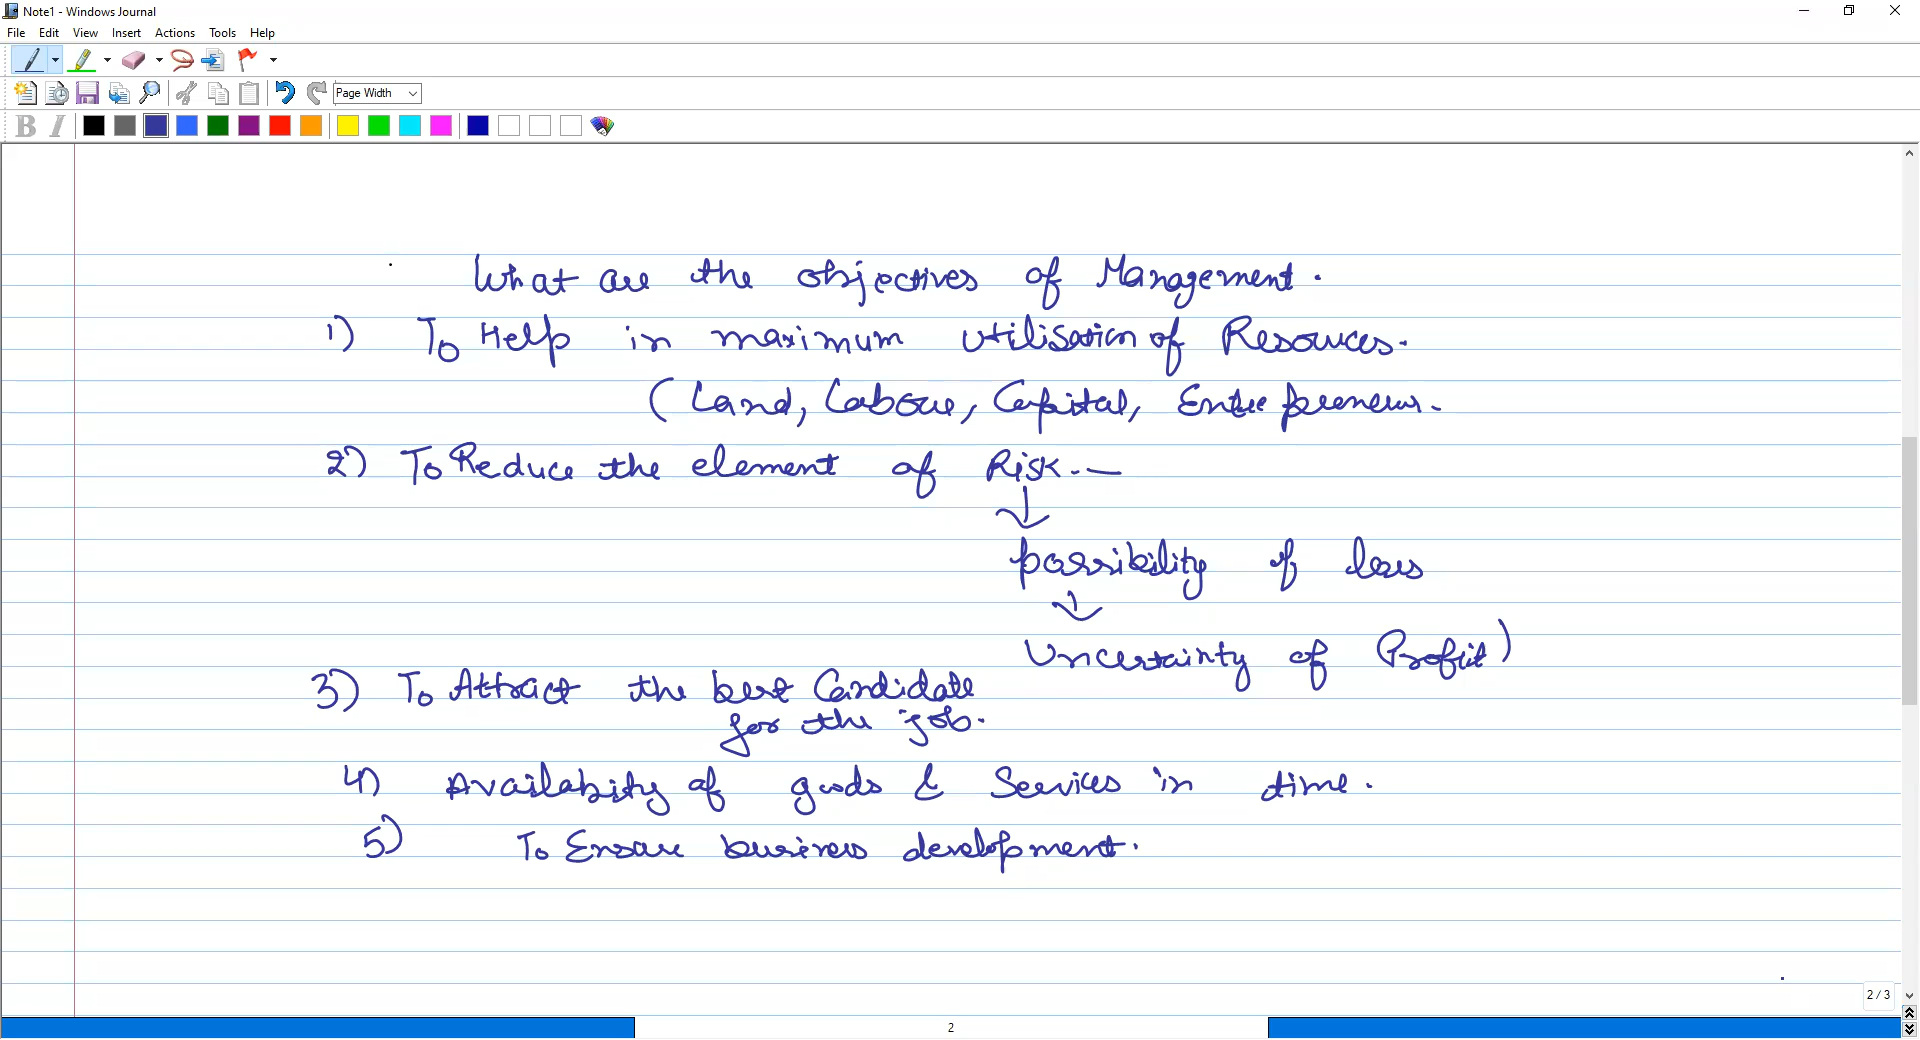 Note1 - Windows Journal
File Edit View Insert Actions Tools Help
Page Width
B I
What are the objectives of Management.
1) To Help in maximum utilisation of Resources.
(Land, Labour, Capital, Entrepreneur.
2) To Reduce the element of Risk. —
possibility of loss
Uncertainty of Profit)
3) To Attract the best Candidate
for the job.
4) Availabity of goods & Services in time.
5) To Ensure business development.
2 / 3
2